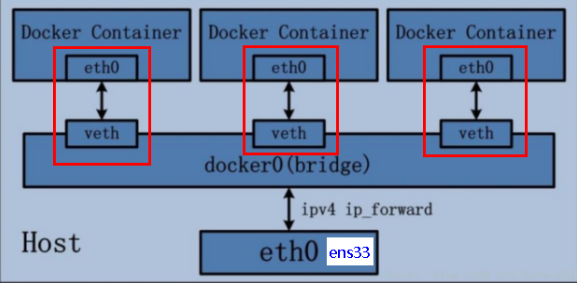 Docker Container Docker Container Docker Container
eth0 eth0 eth0
veth veth veth
docker0(bridge)
ipv4 ip_forward
Host
eth0 ens33